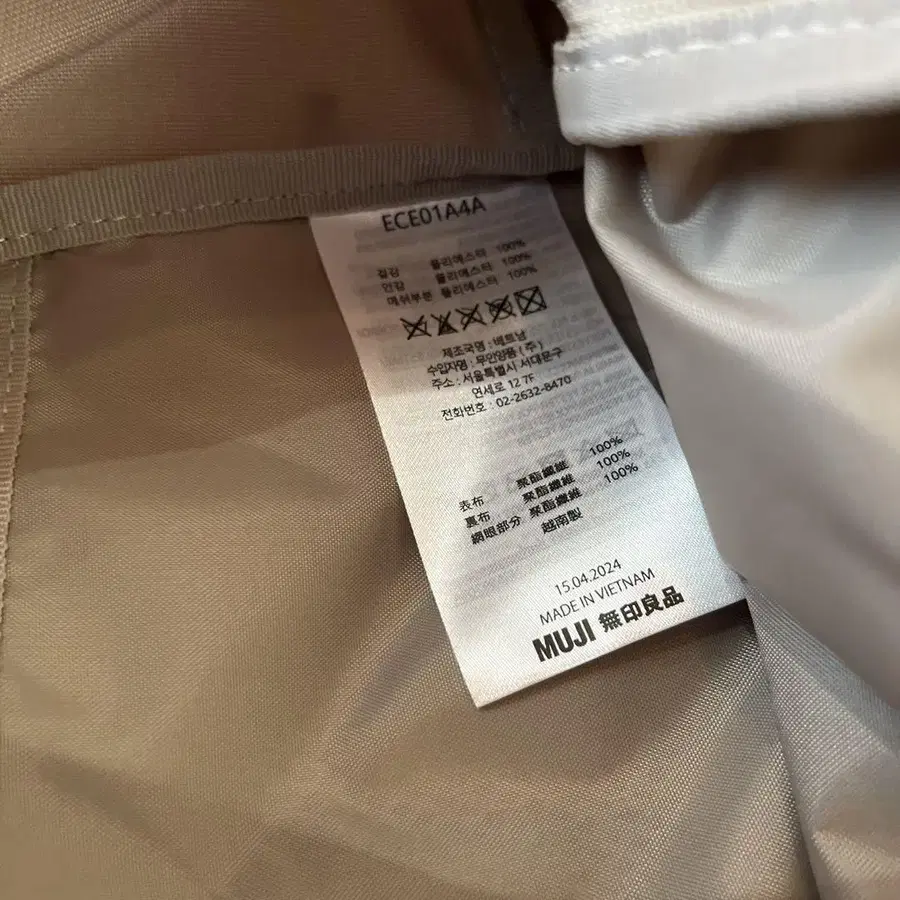 ECE01A4A
겉감 폴리에스터 100%
안감 폴리에스터 100%
메쉬부분 폴리에스터 100%
제조국명 : 베트남
수입자명 : 무인양품 (주)
주소 : 서울특별시 서대문구
연세로 12 7F
전화번호 : 02-2632-8470
表布 聚酯纖維 100%
裏布 聚酯纖維 100%
網眼部分 聚酯纖維 100%
越南製
15.04.2024
MADE IN VIETNAM
MUJI 無印良品